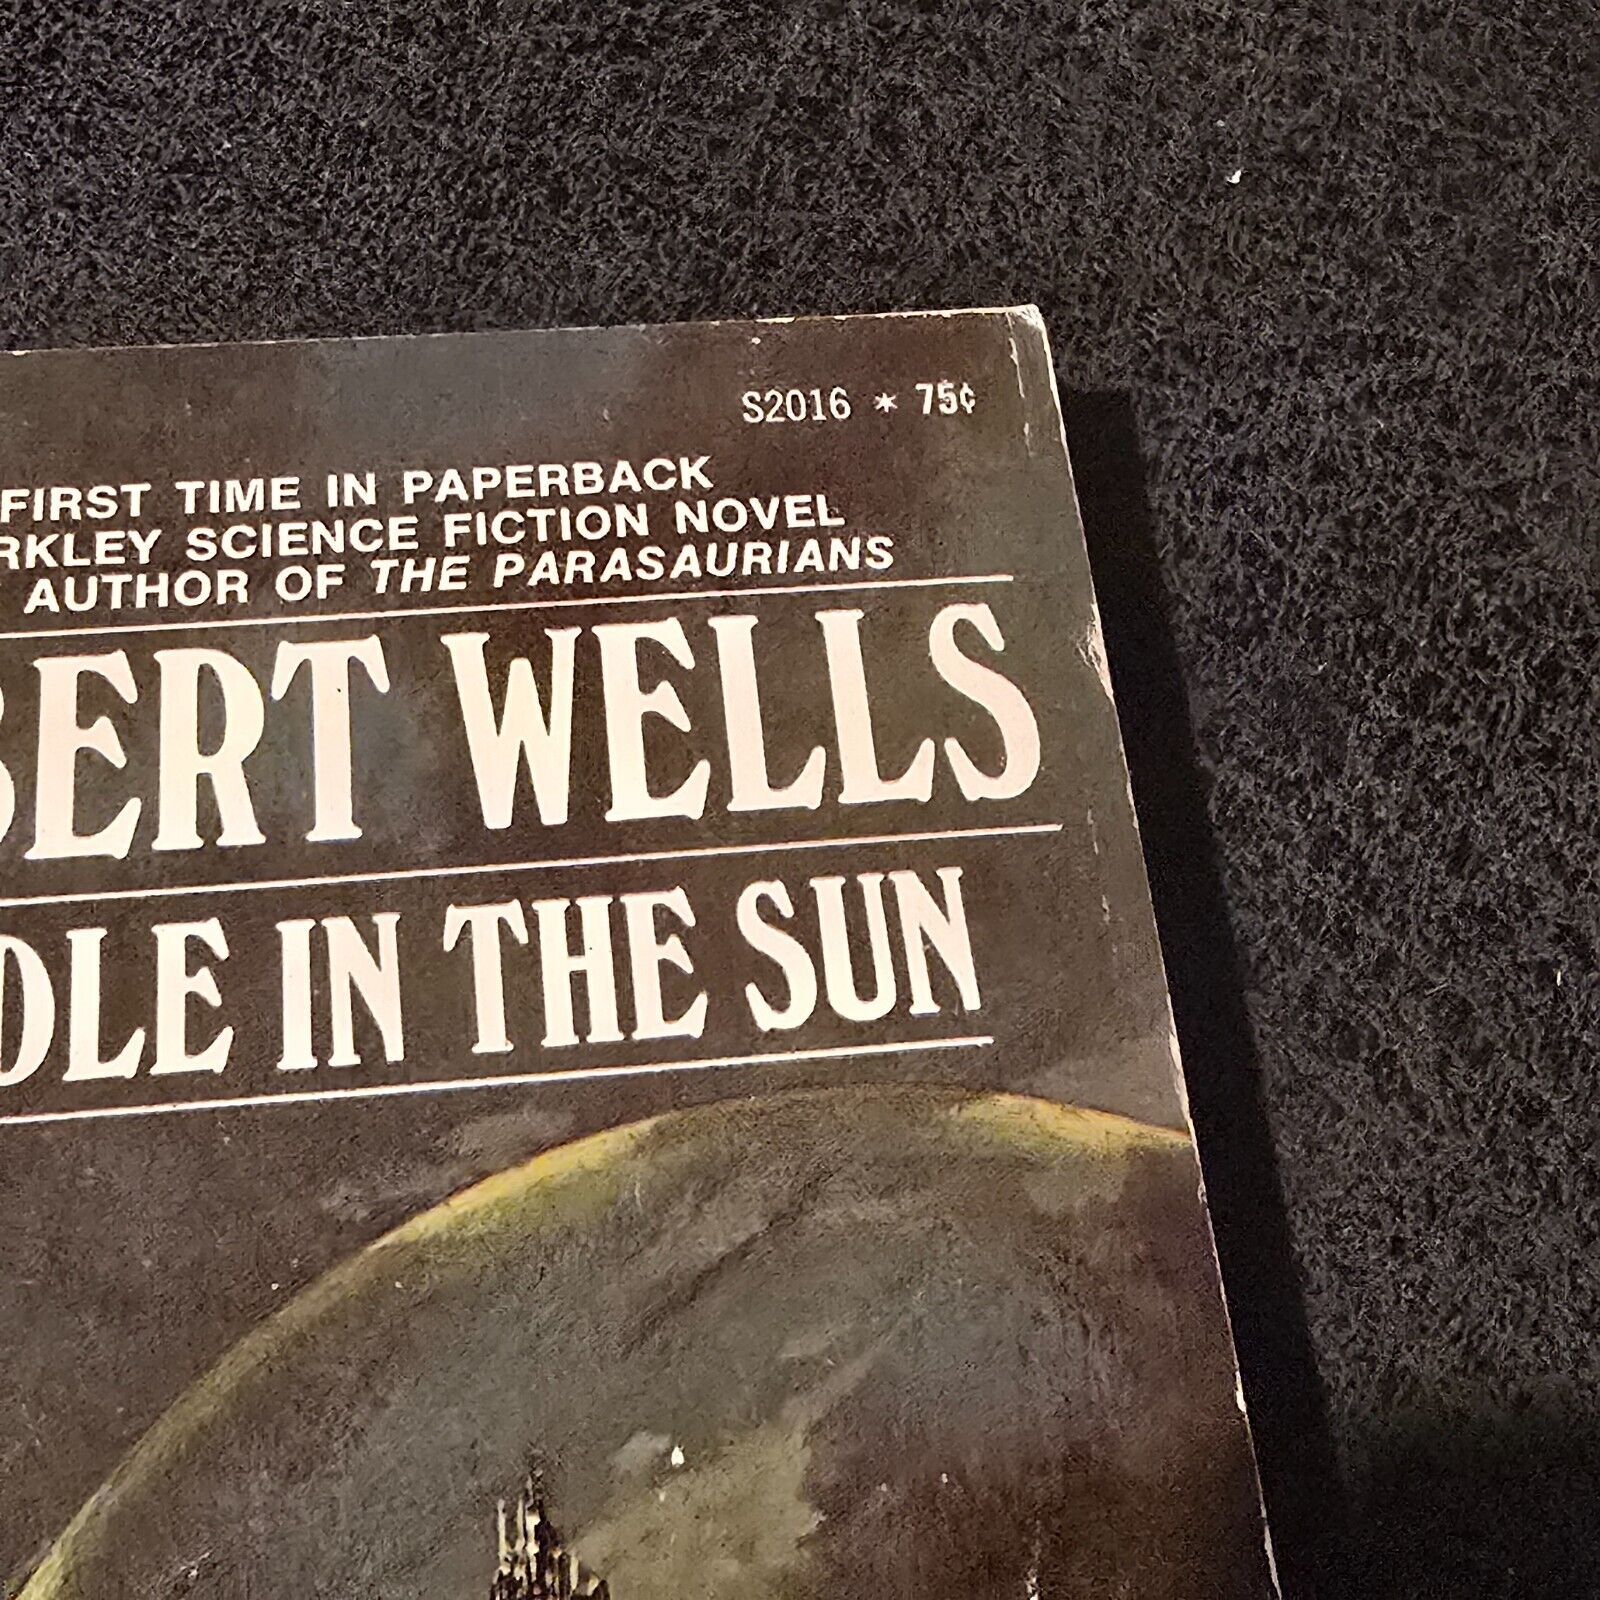 S2016 * 75¢
FIRST TIME IN PAPERBACK
RKLEY SCIENCE FICTION NOVEL
AUTHOR OF THE PARASAURIANS
BERT WELLS
DLE IN THE SUN